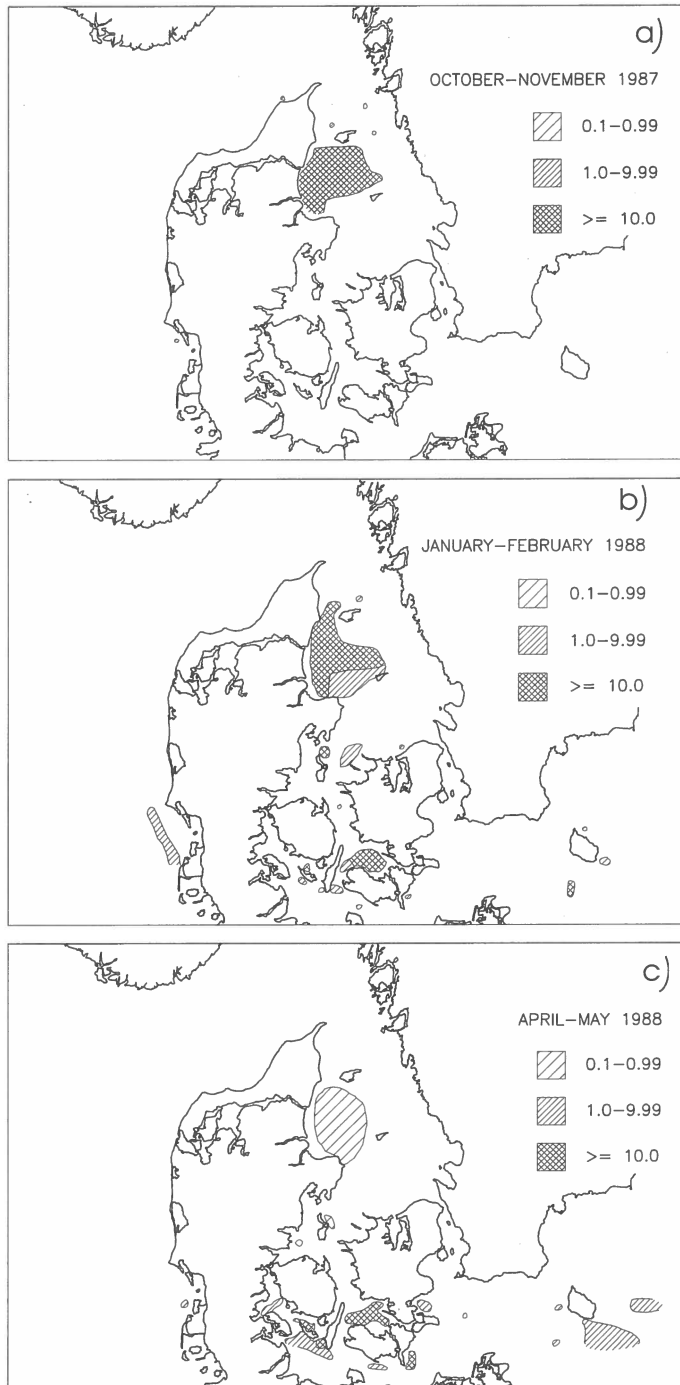 a)
OCTOBER–NOVEMBER 1987
0.1–0.99
1.0–9.99
>= 10.0
b)
JANUARY–FEBRUARY 1988
0.1–0.99
1.0–9.99
>= 10.0
c)
APRIL–MAY 1988
0.1–0.99
1.0–9.99
>= 10.0